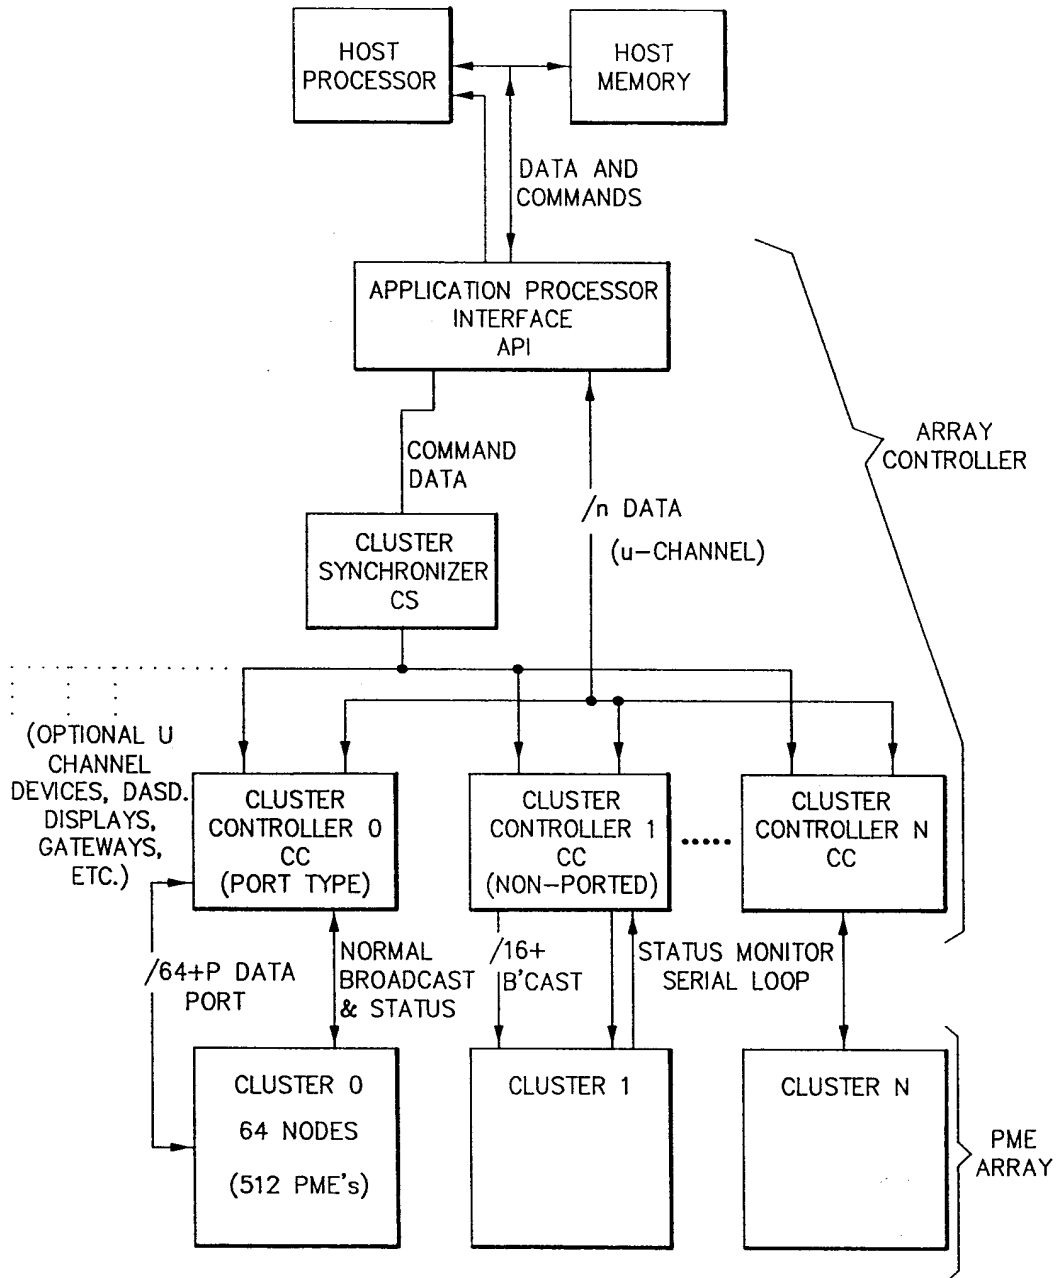 HOST
PROCESSOR
HOST
MEMORY
DATA AND
COMMANDS
APPLICATION PROCESSOR
INTERFACE
API
ARRAY
CONTROLLER
COMMAND
DATA
/n DATA
(u-CHANNEL)
CLUSTER
SYNCHRONIZER
CS
(OPTIONAL U
CHANNEL
DEVICES, DASD.
DISPLAYS,
GATEWAYS,
ETC.)
CLUSTER
CONTROLLER 0
CC
(PORT TYPE)
CLUSTER
CONTROLLER 1
CC
(NON-PORTED)
CLUSTER
CONTROLLER N
CC
/64+P DATA
PORT
NORMAL
BROADCAST
& STATUS
/16+
B'CAST
STATUS MONITOR
SERIAL LOOP
CLUSTER 0
64 NODES
(512 PME's)
CLUSTER 1
CLUSTER N
PME
ARRAY